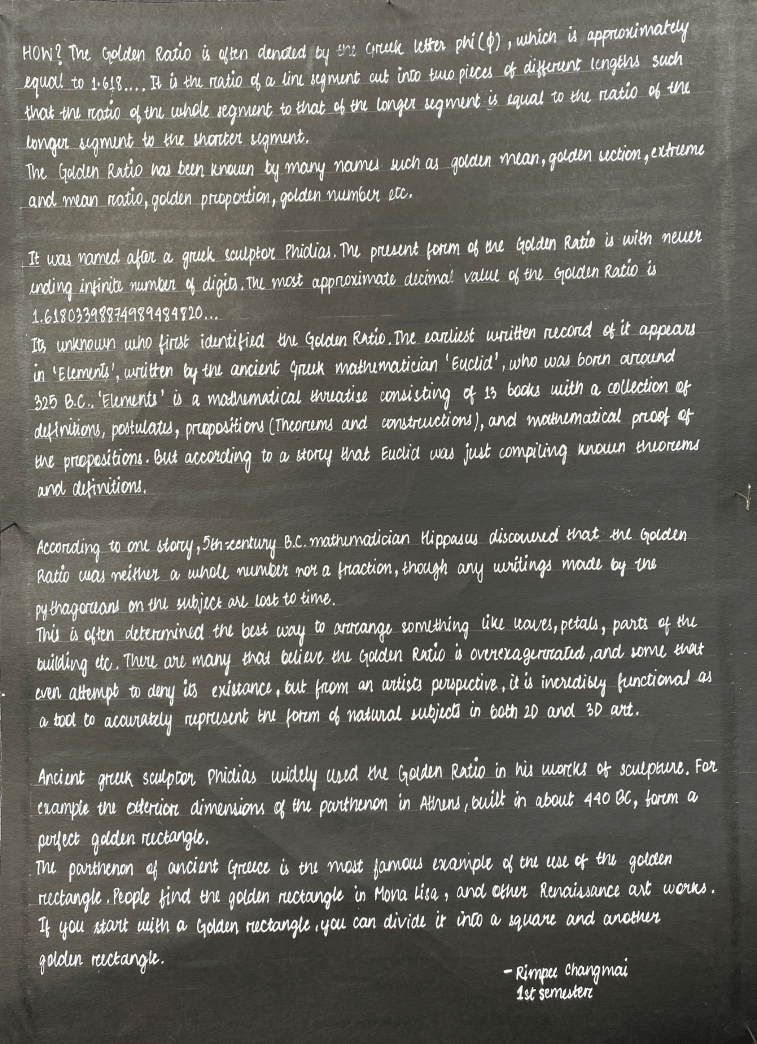 HOW? The Golden Ratio is often denoted by the Greek letter phi(ϕ), which is approximately
equal to 1.618.... It is the ratio of a line segment cut into two pieces of different lengths such
that the ratio of the whole segment to that of the longer segment is equal to the ratio of the
longer segment to the shorter segment.
The Golden Ratio has been known by many names such as golden mean, golden section, extreme
and mean ratio, golden proportion, golden number etc.
It was named after a greek sculptor Phidias. The present form of the Golden Ratio is with never
ending infinite number of digits. The most approximate decimal value of the Golden Ratio is
1.61803398874989484820...
Its unknown who first identified the Golden Ratio. The earliest written record of it appears
in 'Elements', written by the ancient Greek mathematician 'Euclid', who was born around
325 B.C.. 'Elements' is a mathematical threatise consisting of 13 books with a collection of
definitions, postulates, propositions (Theorems and constructions), and mathematical proof of
the propositions. But according to a story that Euclid was just compiling known theorems
and definitions.
According to one story, 5th-century B.C. mathematician Hippasus discovered that the Golden
Ratio was neither a whole number nor a fraction, though any writings made by the
pythagoreans on the subject are lost to time.
This is often determined the best way to arrange something like leaves, petals, parts of the
building etc. There are many that believe the Golden Ratio is overexagerrated, and some that
even attempt to deny its existance, but from an artists perspective, it is incredibly functional as
a tool to accurately represent the form of natural subjects in both 2D and 3D art.
Ancient greek sculptor Phidias widely used the Golden Ratio in his works of sculpture. For
example the exterior dimensions of the parthenon in Athens, built in about 440 BC, form a
perfect golden rectangle.
The parthenon of ancient Greece is the most famous example of the use of the golden
rectangle. People find the golden rectangle in Mona Lisa, and other Renaissance art works.
If you start with a Golden rectangle, you can divide it into a square and another
golden rectangle.
- Rimpee Changmai
1st semester